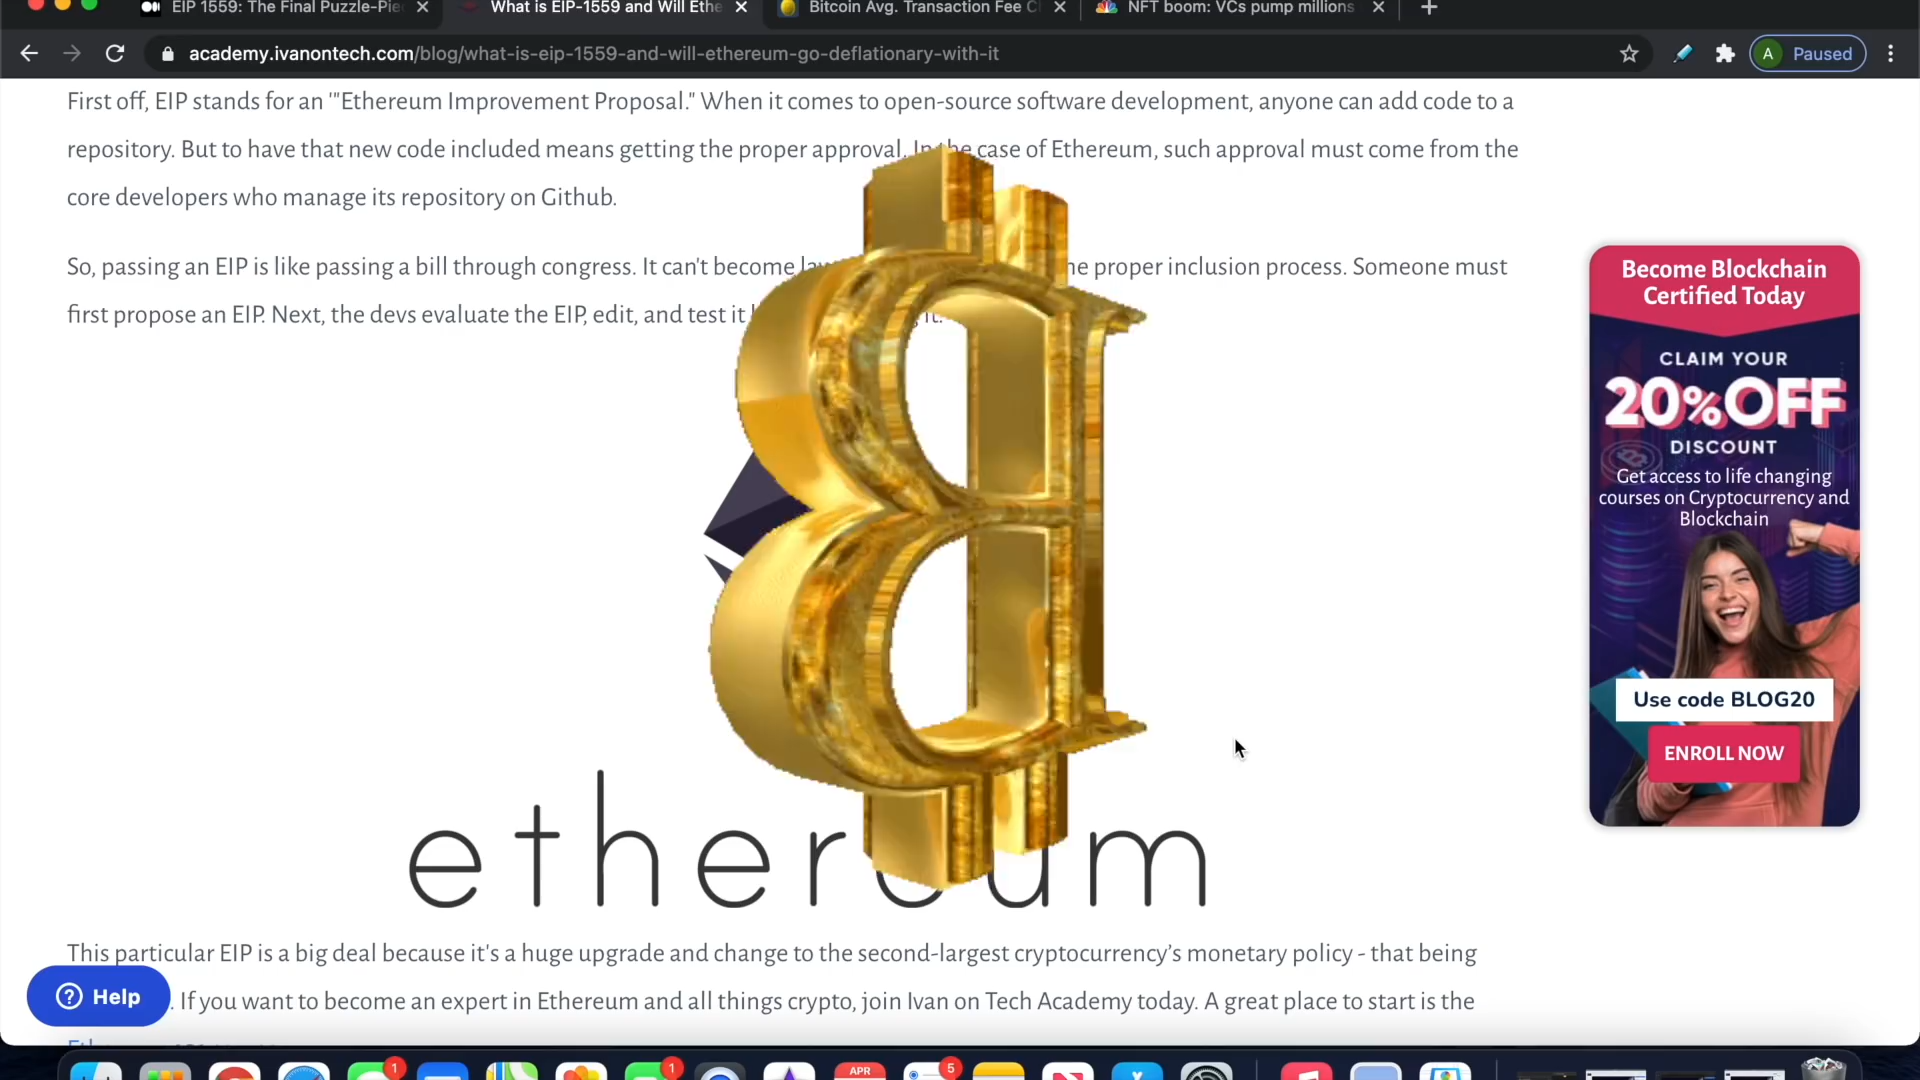 EIP 1559: The Final Puzzle-Pie
What is EIP-1559 and Will Ethe
Bitcoin Avg. Transaction Fee C
NFT boom: VCs pump millions
academy.ivanontech.com/blog/what-is-eip-1559-and-will-ethereum-go-deflationary-with-it
A Paused
First off, EIP stands for an '"Ethereum Improvement Proposal." When it comes to open-source software development, anyone can add code to a
repository. But to have that new code included means getting the proper approval. In the case of Ethereum, such approval must come from the
core developers who manage its repository on Github.
So, passing an EIP is like passing a bill through congress. It can't become he proper inclusion process. Someone must
first propose an EIP. Next, the devs evaluate the EIP, edit, and test it it.
ethereum
This particular EIP is a big deal because it's a huge upgrade and change to the second-largest cryptocurrency's monetary policy - that being
. If you want to become an expert in Ethereum and all things crypto, join Ivan on Tech Academy today. A great place to start is the
Help
Become Blockchain
Certified Today
CLAIM YOUR
20%OFF
DISCOUNT
Get access to life changing
courses on Cryptocurrency and
Blockchain
Use code BLOG20
ENROLL NOW
1
1
APR
5